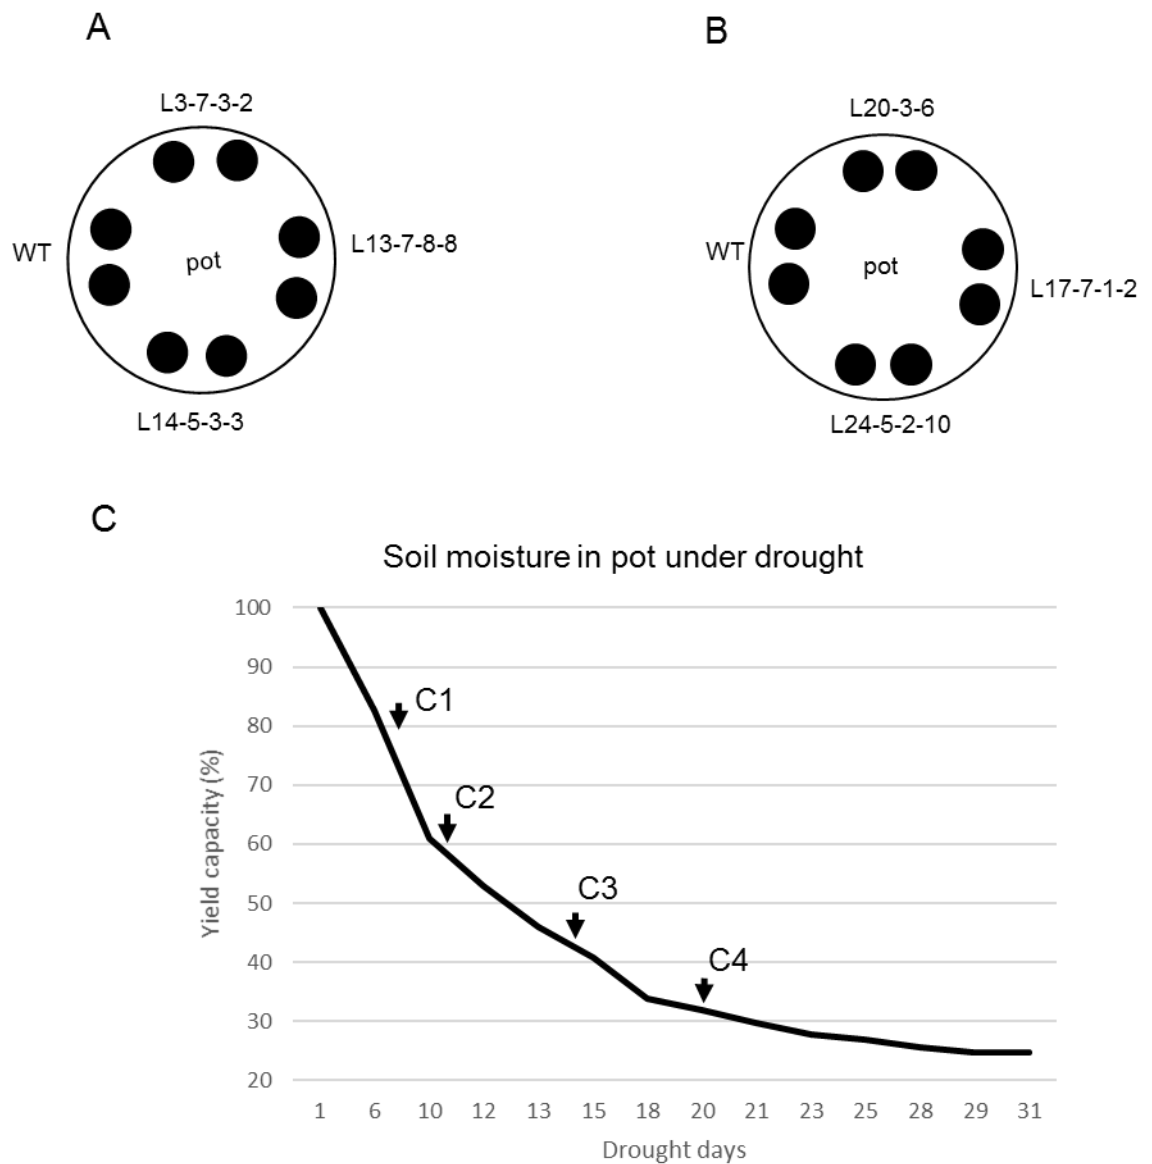 A
B
L3-7-3-2
L20-3-6
WT
pot
L13-7-8-8
WT
pot
L17-7-1-2
L14-5-3-3
L24-5-2-10
C
Soil moisture in pot under drought
Yield capacity (%)
100
90
80
70
60
50
40
30
20
C1
C2
C3
C4
1 6 10 12 13 15 18 20 21 23 25 28 29 31
Drought days